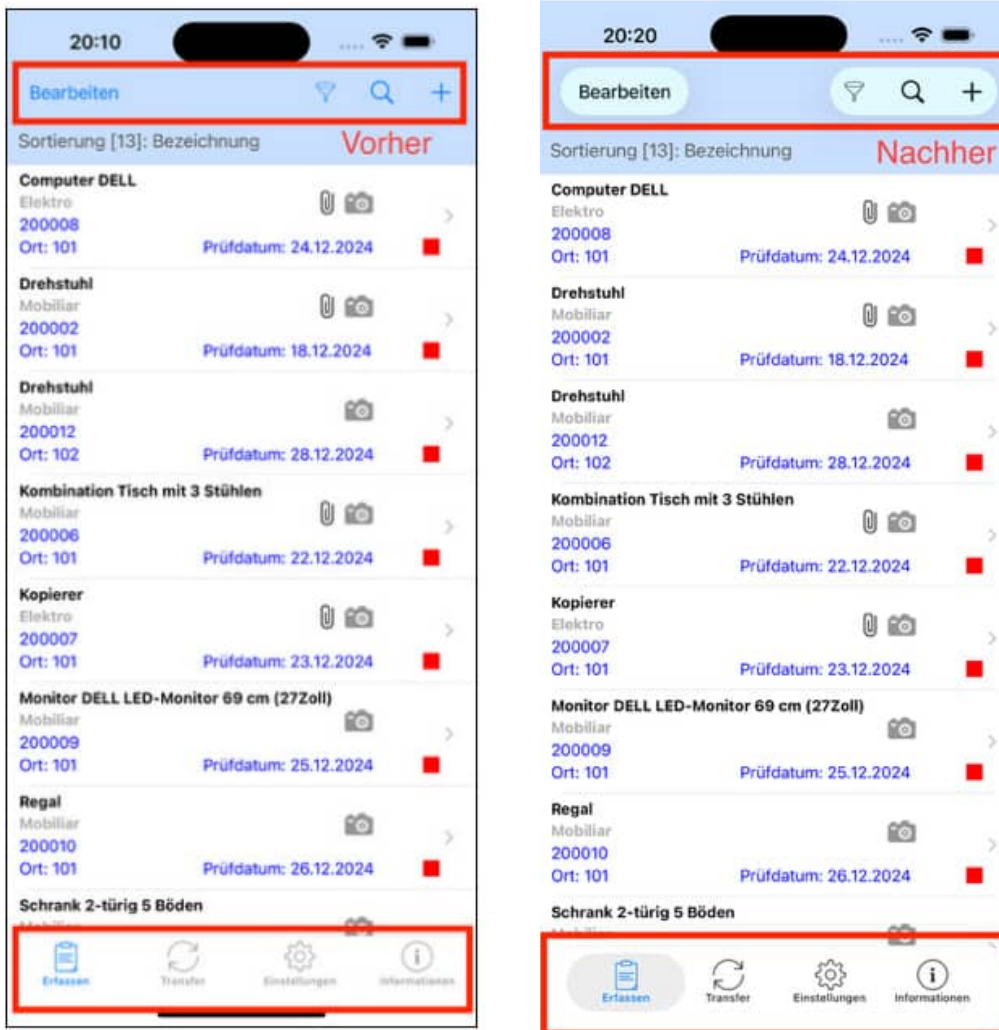 20:10
Bearbeiten
Sortierung [13]: Bezeichnung
Vorher
Computer DELL
Elektro
200008
Ort: 101 Prüfdatum: 24.12.2024
Drehstuhl
Mobiliar
200002
Ort: 101 Prüfdatum: 18.12.2024
Drehstuhl
Mobiliar
200012
Ort: 102 Prüfdatum: 28.12.2024
Kombination Tisch mit 3 Stühlen
Mobiliar
200006
Ort: 101 Prüfdatum: 22.12.2024
Kopierer
Elektro
200007
Ort: 101 Prüfdatum: 23.12.2024
Monitor DELL LED-Monitor 69 cm (27Zoll)
Mobiliar
200009
Ort: 101 Prüfdatum: 25.12.2024
Regal
Mobiliar
200010
Ort: 101 Prüfdatum: 26.12.2024
Schrank 2-türig 5 Böden
Erfassen Transfer Einstellungen Informationen
20:20
Bearbeiten
Sortierung [13]: Bezeichnung
Nachher
Computer DELL
Elektro
200008
Ort: 101 Prüfdatum: 24.12.2024
Drehstuhl
Mobiliar
200002
Ort: 101 Prüfdatum: 18.12.2024
Drehstuhl
Mobiliar
200012
Ort: 102 Prüfdatum: 28.12.2024
Kombination Tisch mit 3 Stühlen
Mobiliar
200006
Ort: 101 Prüfdatum: 22.12.2024
Kopierer
Elektro
200007
Ort: 101 Prüfdatum: 23.12.2024
Monitor DELL LED-Monitor 69 cm (27Zoll)
Mobiliar
200009
Ort: 101 Prüfdatum: 25.12.2024
Regal
Mobiliar
200010
Ort: 101 Prüfdatum: 26.12.2024
Schrank 2-türig 5 Böden
Erfassen Transfer Einstellungen Informationen